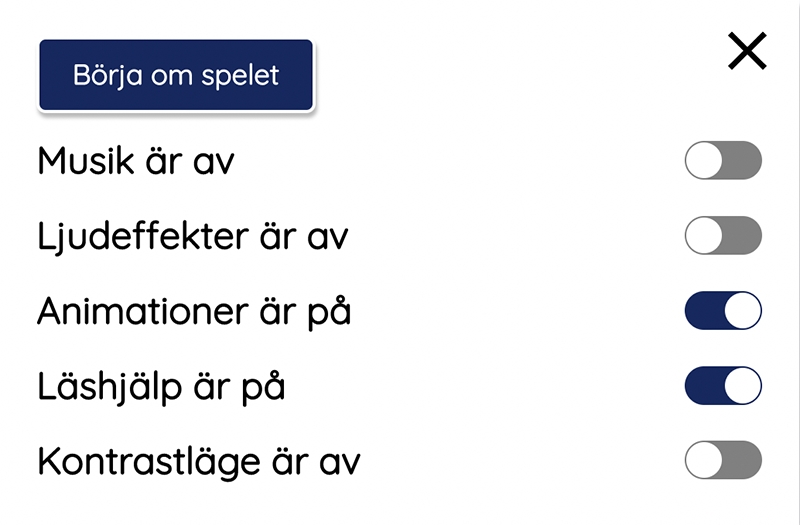 Börja om spelet
Musik är av
Ljudeffekter är av
Animationer är på
Läshjälp är på
Kontrastläge är av